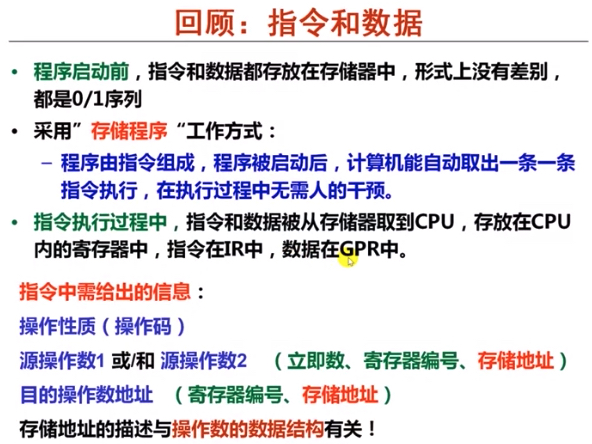 回顾：指令和数据
• 程序启动前，指令和数据都存放在存储器中，形式上没有差别，
都是0/1序列
• 采用”存储程序“工作方式：
– 程序由指令组成，程序被启动后，计算机能自动取出一条一条
指令执行，在执行过程中无需人的干预。
• 指令执行过程中，指令和数据被从存储器取到CPU，存放在CPU
内的寄存器中，指令在IR中，数据在GPR中。
指令中需给出的信息：
操作性质（操作码）
源操作数1 或/和 源操作数2 （立即数、寄存器编号、存储地址）
目的操作数地址 （寄存器编号、存储地址）
存储地址的描述与操作数的数据结构有关！